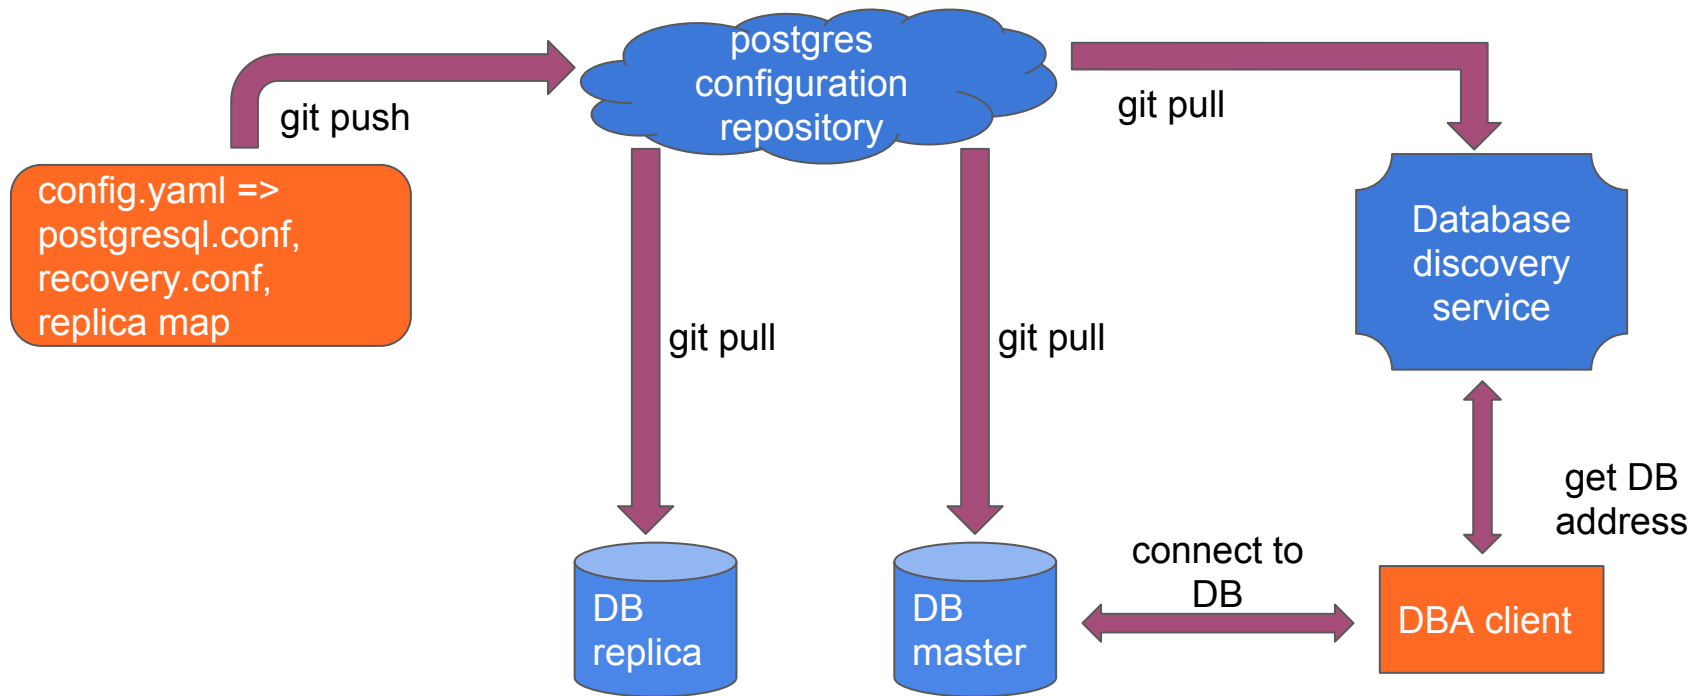 postgres
configuration
repository
git push
git pull
config.yaml =>
postgresql.conf,
recovery.conf,
replica map
Database
discovery
service
git pull
git pull
get DB
address
connect to
DB
DB
replica
DB
master
DBA client